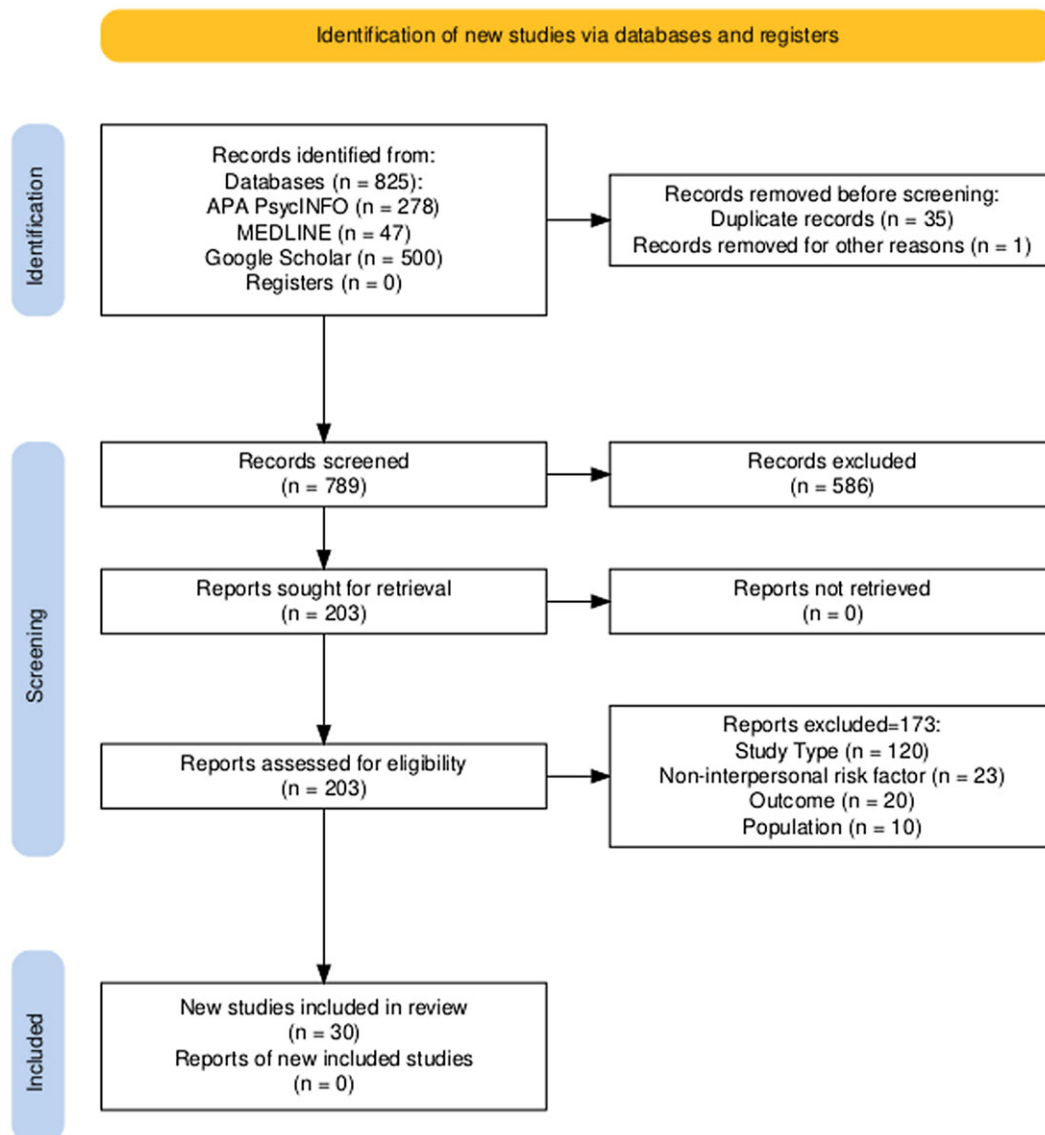 Identification of new studies via databases and registers
Identification
Records identified from:
Databases (n = 825):
APA PsycINFO (n = 278)
MEDLINE (n = 47)
Google Scholar (n = 500)
Registers (n = 0)
Records removed before screening:
Duplicate records (n = 35)
Records removed for other reasons (n = 1)
Screening
Records screened
(n = 789)
Records excluded
(n = 586)
Reports sought for retrieval
(n = 203)
Reports not retrieved
(n = 0)
Reports assessed for eligibility
(n = 203)
Reports excluded=173:
Study Type (n = 120)
Non-interpersonal risk factor (n = 23)
Outcome (n = 20)
Population (n = 10)
Included
New studies included in review
(n = 30)
Reports of new included studies
(n = 0)